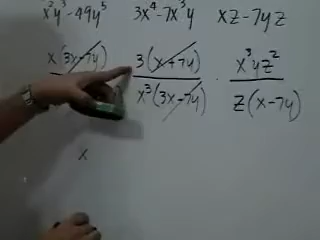 x²y³-49y⁵ 3x⁴-7x³y xz-7yz
x(3x-7y) 3(x+7y) x³yz²
x³(3x-7y) · z(x-7y)
x